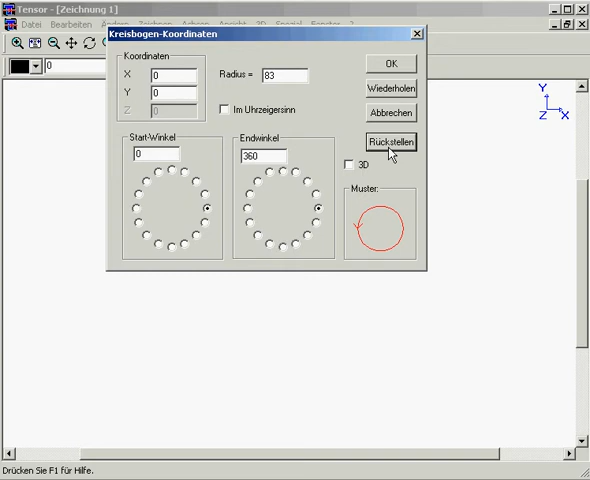 Tensor - [Zeichnung 1]
Datei Bearbeiten Ändern Zeichnen Achsen Ansicht 3D Spezial Fenster ?
0
Y
Z X
Kreisbogen-Koordinaten
Koordinaten
X 0
Y 0
Z 0
Radius = 83
Im Uhrzeigersinn
OK
Wiederholen
Abbrechen
Rückstellen
Start-Winkel
0
Endwinkel
360
3D
Muster:
Drücken Sie F1 für Hilfe.